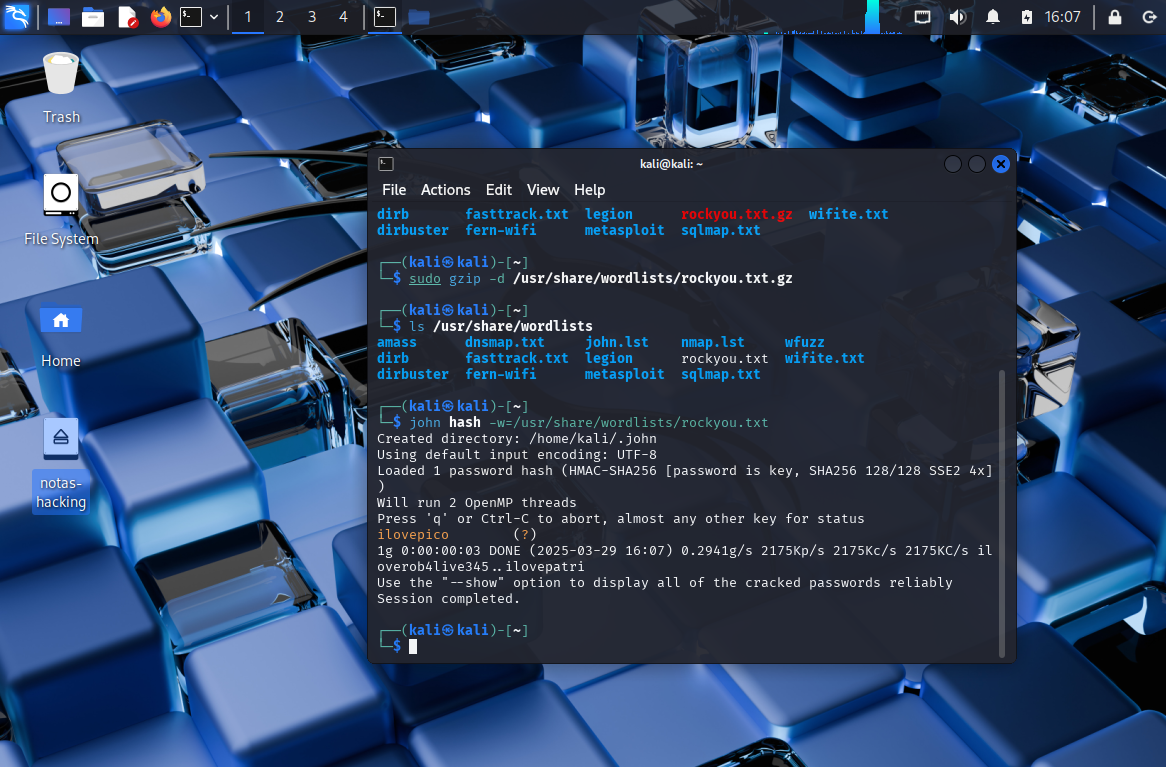 1 2 3 4 16:07
Trash
File System
Home
notas-
hacking
kali@kali: ~
File Actions Edit View Help
dirb fasttrack.txt legion rockyou.txt.gz wifite.txt
dirbuster fern-wifi metasploit sqlmap.txt
┌──(kali㉿kali)-[~]
└─$ sudo gzip -d /usr/share/wordlists/rockyou.txt.gz
┌──(kali㉿kali)-[~]
└─$ ls /usr/share/wordlists
amass dnsmap.txt john.lst nmap.lst wfuzz
dirb fasttrack.txt legion rockyou.txt wifite.txt
dirbuster fern-wifi metasploit sqlmap.txt
┌──(kali㉿kali)-[~]
└─$ john hash -w=/usr/share/wordlists/rockyou.txt
Created directory: /home/kali/.john
Using default input encoding: UTF-8
Loaded 1 password hash (HMAC-SHA256 [password is key, SHA256 128/128 SSE2 4x]
)
Will run 2 OpenMP threads
Press 'q' or Ctrl-C to abort, almost any other key for status
ilovepico (?)
1g 0:00:00:03 DONE (2025-03-29 16:07) 0.2941g/s 2175Kp/s 2175Kc/s 2175KC/s il
overob4live345..ilovepatri
Use the "--show" option to display all of the cracked passwords reliably
Session completed.
┌──(kali㉿kali)-[~]
└─$